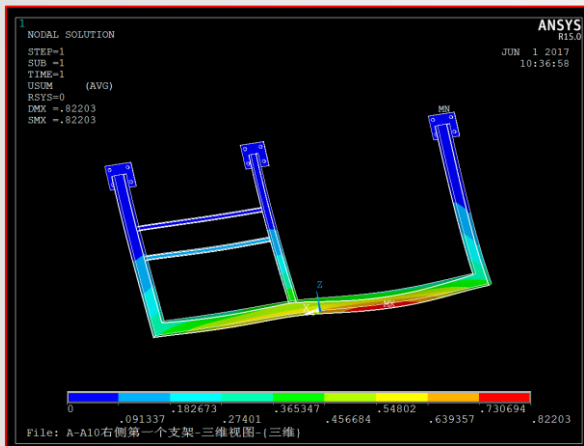 1
NODAL SOLUTION
ANSYS
R15.0
STEP=1
SUB =1
TIME=1
USUM (AVG)
RSYS=0
DMX =.82203
SMX =.82203
JUN 1 2017
10:36:58
MN
Z
MX
0 .182673 .365347 .54802 .730694
.091337 .27401 .456684 .639357 .82203
File: A-A10右侧第一个支架-三维视图-{三维}